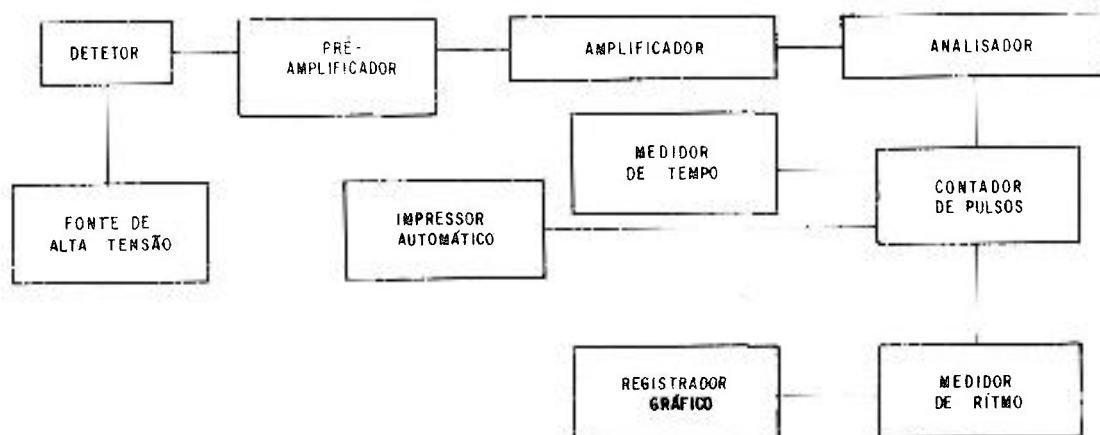 DETETOR
PRÉ-
AMPLIFICADOR
AMPLIFICADOR
ANALISADOR
FONTE DE
ALTA TENSÃO
IMPRESSOR
AUTOMÁTICO
MEDIDOR
DE TEMPO
CONTADOR
DE PULSOS
REGISTRADOR
GRÁFICO
MEDIDOR
DE RÍTMO